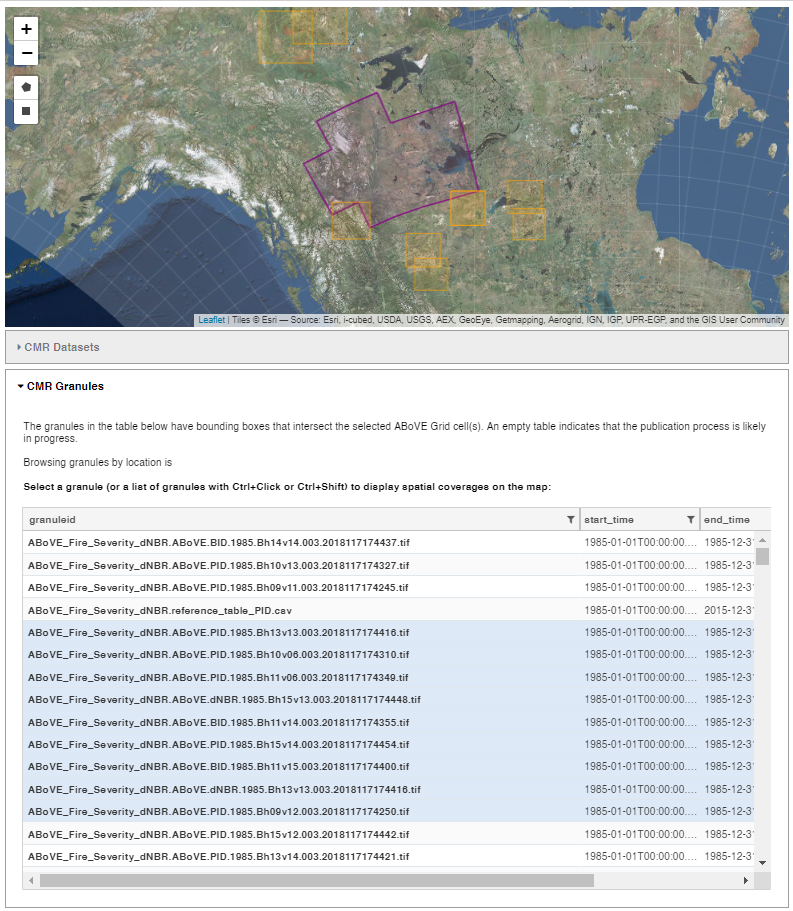 +
−
Leaflet | Tiles © Esri — Source: Esri, i-cubed, USDA, USGS, AEX, GeoEye, Getmapping, Aerogrid, IGN, IGP, UPR-EGP, and the GIS User Community
CMR Datasets
CMR Granules
The granules in the table below have bounding boxes that intersect the selected ABoVE Grid cell(s). An empty table indicates that the publication process is likely
in progress.
Browsing granules by location is
Select a granule (or a list of granules with Ctrl+Click or Ctrl+Shift) to display spatial coverages on the map:
granuleid start_time end_time
ABoVE_Fire_Severity_dNBR.ABoVE.BID.1985.Bh14v14.003.2018117174437.tif 1985-01-01T00:00:00.... 1985-12-31
ABoVE_Fire_Severity_dNBR.ABoVE.PID.1985.Bh10v13.003.2018117174327.tif 1985-01-01T00:00:00.... 1985-12-31
ABoVE_Fire_Severity_dNBR.ABoVE.PID.1985.Bh09v11.003.2018117174245.tif 1985-01-01T00:00:00.... 1985-12-31
ABoVE_Fire_Severity_dNBR.reference_table_PID.csv 1985-01-01T00:00:00.... 2015-12-31
ABoVE_Fire_Severity_dNBR.ABoVE.PID.1985.Bh13v13.003.2018117174416.tif 1985-01-01T00:00:00.... 1985-12-31
ABoVE_Fire_Severity_dNBR.ABoVE.PID.1985.Bh10v06.003.2018117174310.tif 1985-01-01T00:00:00.... 1985-12-31
ABoVE_Fire_Severity_dNBR.ABoVE.PID.1985.Bh11v06.003.2018117174349.tif 1985-01-01T00:00:00.... 1985-12-31
ABoVE_Fire_Severity_dNBR.ABoVE.dNBR.1985.Bh15v13.003.2018117174448.tif 1985-01-01T00:00:00.... 1985-12-31
ABoVE_Fire_Severity_dNBR.ABoVE.BID.1985.Bh11v14.003.2018117174355.tif 1985-01-01T00:00:00.... 1985-12-31
ABoVE_Fire_Severity_dNBR.ABoVE.PID.1985.Bh15v14.003.2018117174454.tif 1985-01-01T00:00:00.... 1985-12-31
ABoVE_Fire_Severity_dNBR.ABoVE.BID.1985.Bh11v15.003.2018117174400.tif 1985-01-01T00:00:00.... 1985-12-31
ABoVE_Fire_Severity_dNBR.ABoVE.dNBR.1985.Bh13v13.003.2018117174416.tif 1985-01-01T00:00:00.... 1985-12-31
ABoVE_Fire_Severity_dNBR.ABoVE.PID.1985.Bh09v12.003.2018117174250.tif 1985-01-01T00:00:00.... 1985-12-31
ABoVE_Fire_Severity_dNBR.ABoVE.PID.1985.Bh15v12.003.2018117174442.tif 1985-01-01T00:00:00.... 1985-12-31
ABoVE_Fire_Severity_dNBR.ABoVE.PID.1985.Bh13v14.003.2018117174421.tif 1985-01-01T00:00:00.... 1985-12-31